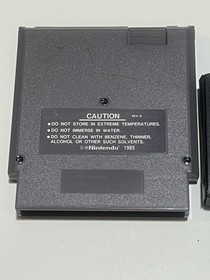 CAUTION
•DO NOT STORE IN EXTREME TEMPERATURES.
•DO NOT IMMERSE IN WATER.
•DO NOT CLEAN WITH BENZENE, THINNER,
ALCOHOL OR OTHER SUCH SOLVENTS.
©®Nintendo® 1985